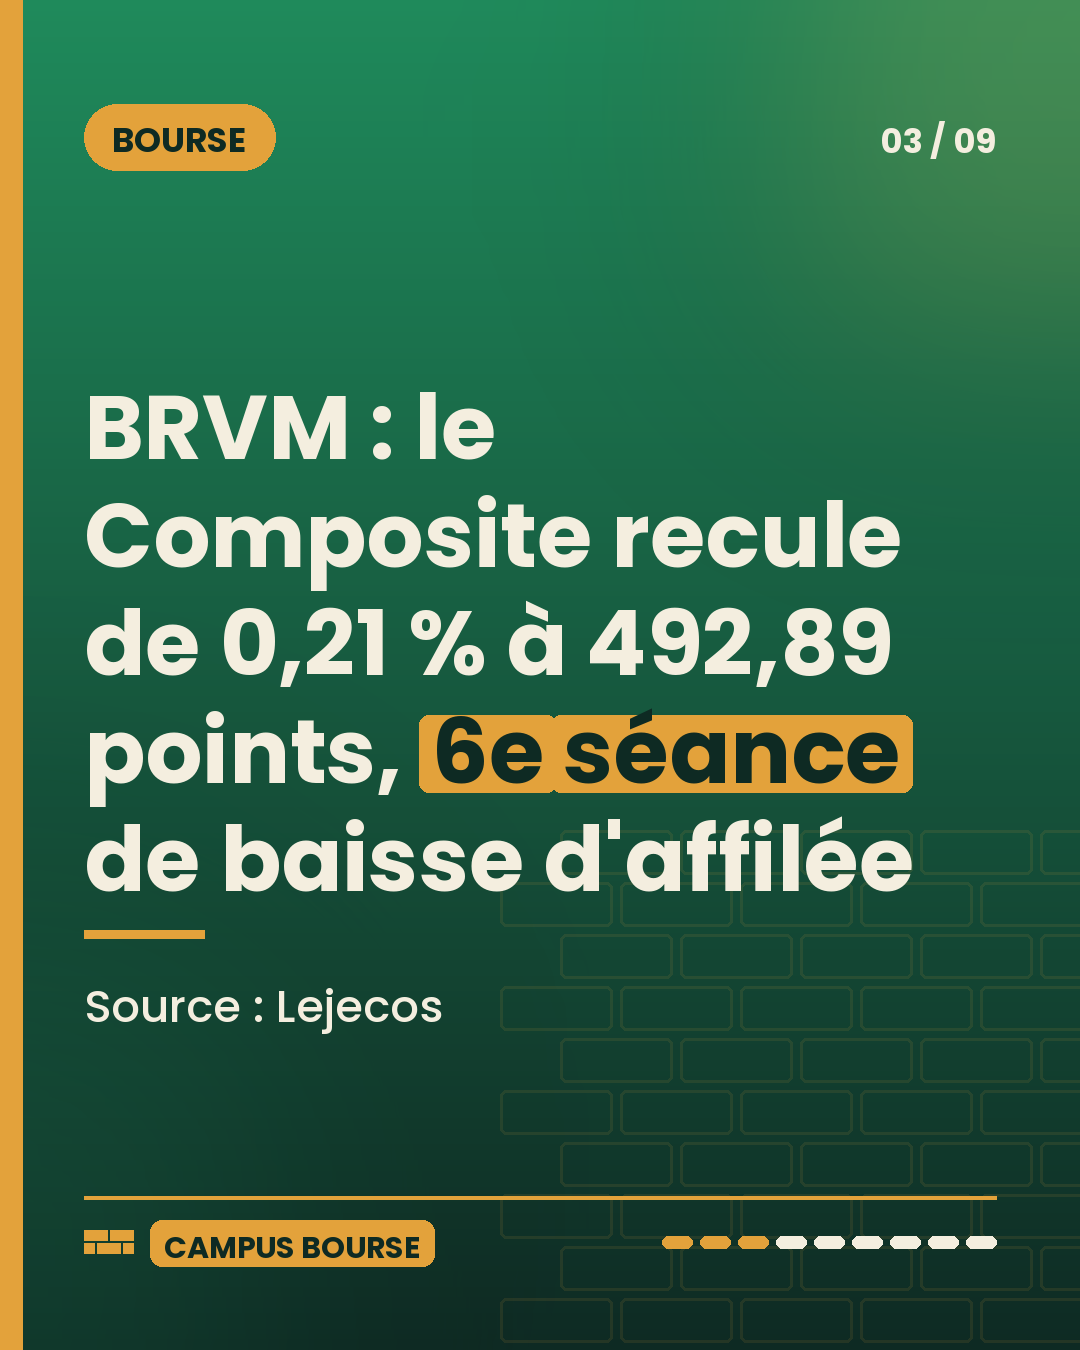 BOURSE
03 / 09
BRVM : le
Composite recule
de 0,21 % à 492,89
points, 6e séance
de baisse d'affilée
Source : Lejecos
CAMPUS BOURSE